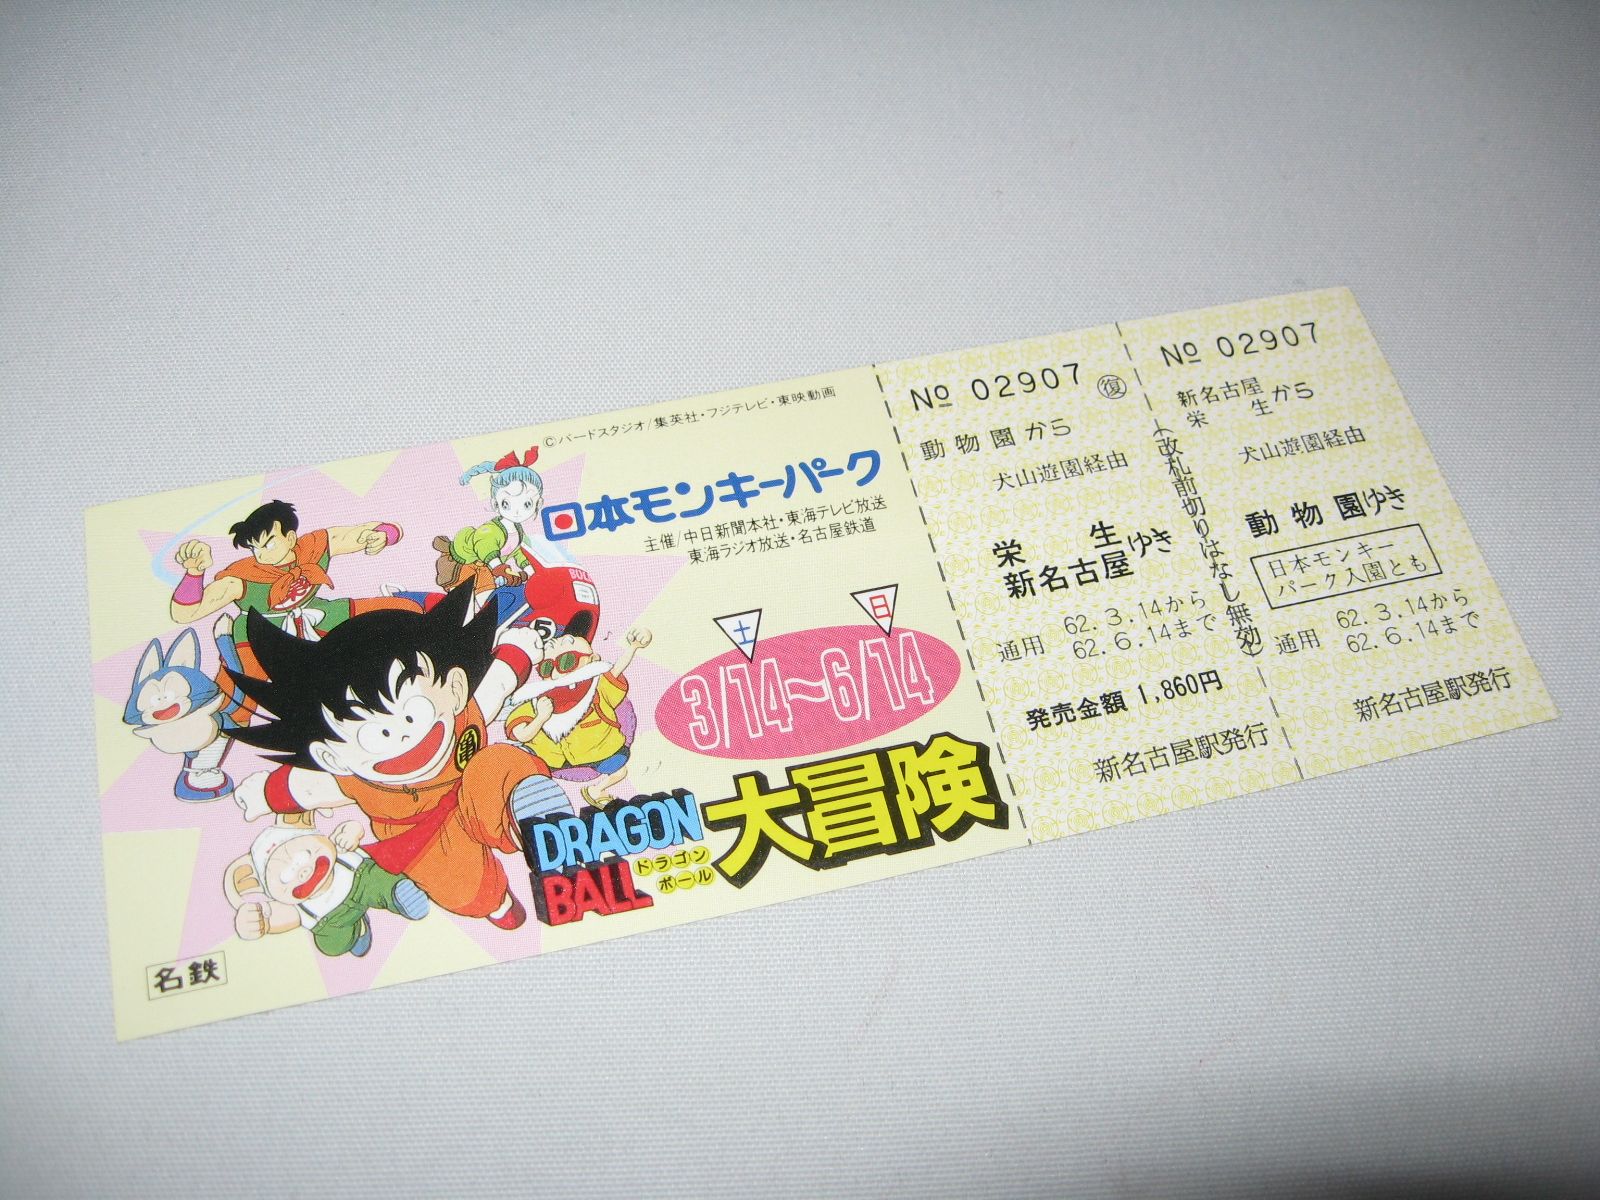 ©バードスタジオ/集英社・フジテレビ・東映動画
日本モンキーパーク
主催/中日新聞本社・東海テレビ放送
東海ラジオ放送・名古屋鉄道
土
日
3/14〜6/14
5
亀
DRAGON
BALL
ドラゴン
ボール
大冒険
名鉄
No 02907
復
動物園から
犬山遊園経由
栄生
新名古屋ゆき
通用 62.3.14から
62.6.14まで
発売金額 1,860円
新名古屋駅発行
(改札前切りはなし無効)
No 02907
新名古屋
栄生から
犬山遊園経由
動物園ゆき
日本モンキー
パーク入園とも
通用 62.3.14から
62.6.14まで
新名古屋駅発行